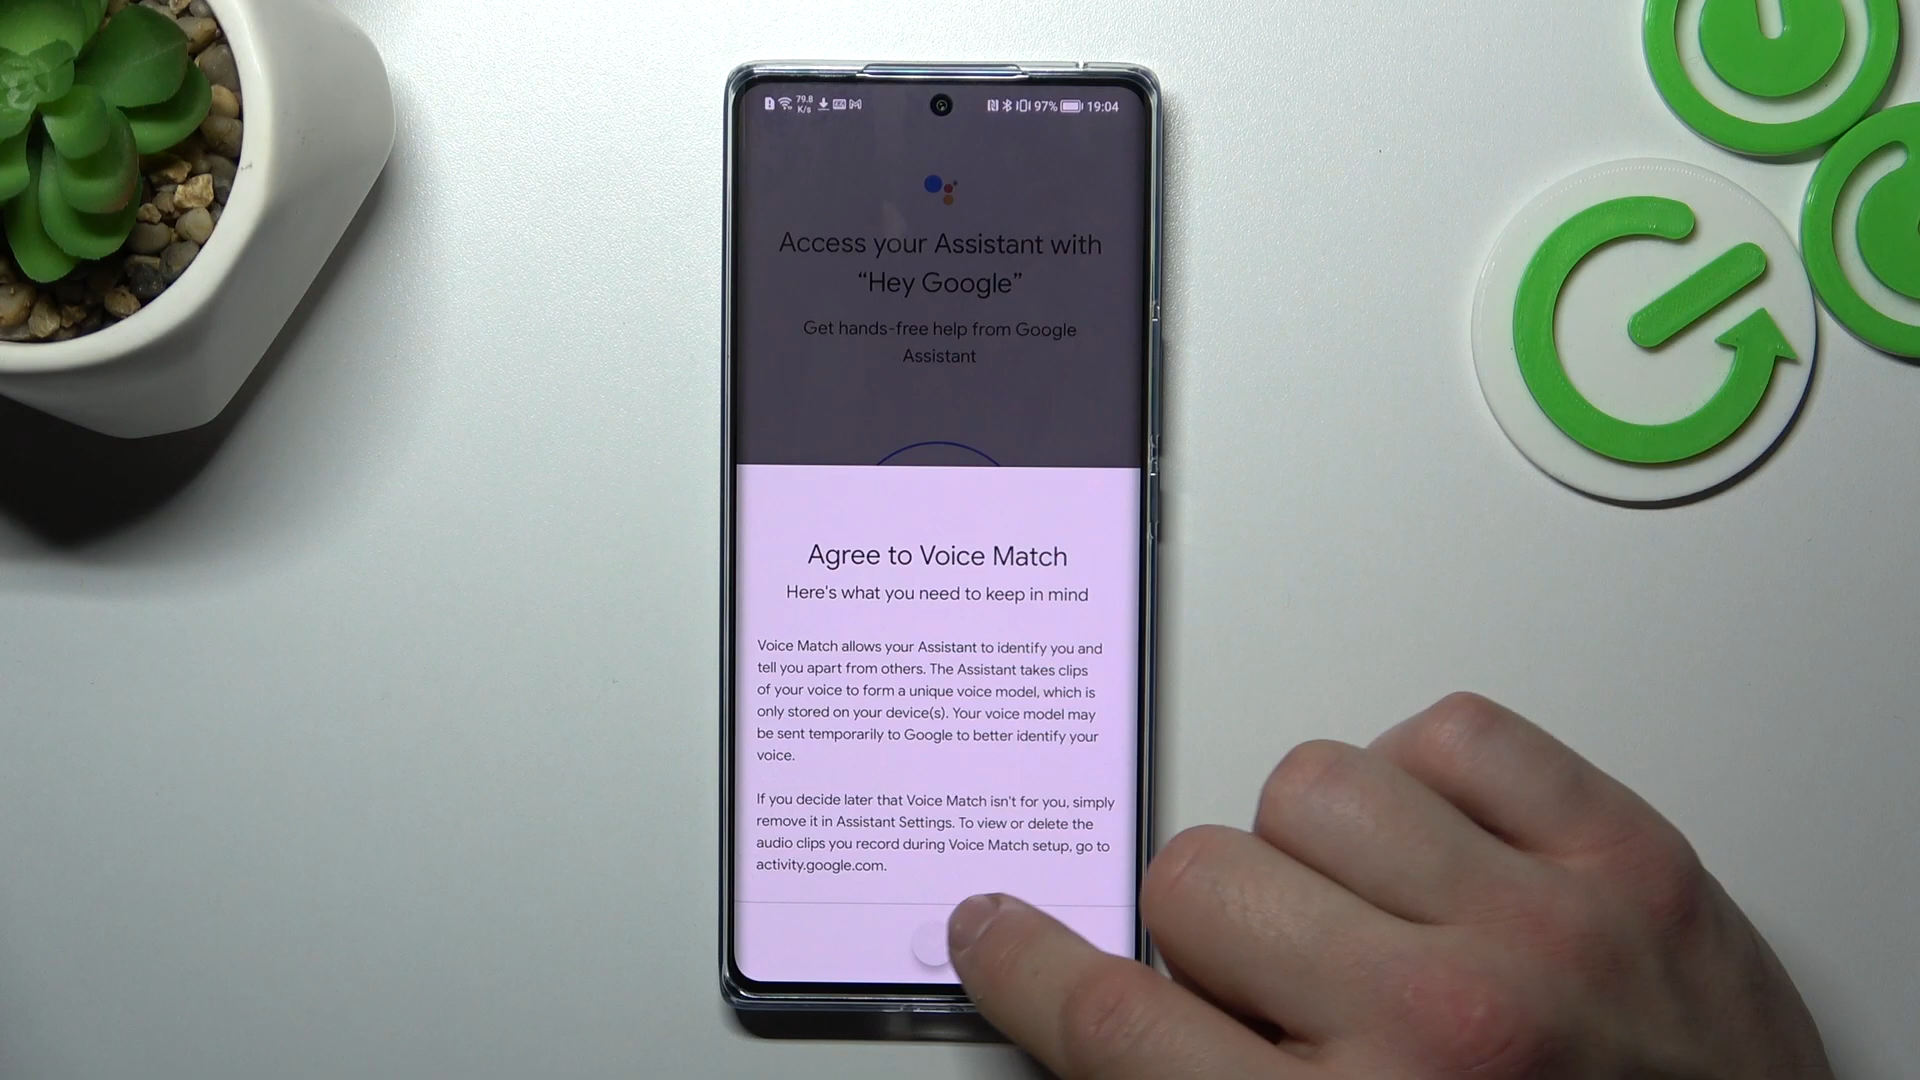 79.8
K/s
97%
19:04
Access your Assistant with
“Hey Google”
Get hands-free help from Google
Assistant
Agree to Voice Match
Here's what you need to keep in mind
Voice Match allows your Assistant to identify you and
tell you apart from others. The Assistant takes clips
of your voice to form a unique voice model, which is
only stored on your device(s). Your voice model may
be sent temporarily to Google to better identify your
voice.
If you decide later that Voice Match isn't for you, simply
remove it in Assistant Settings. To view or delete the
audio clips you record during Voice Match setup, go to
activity.google.com.